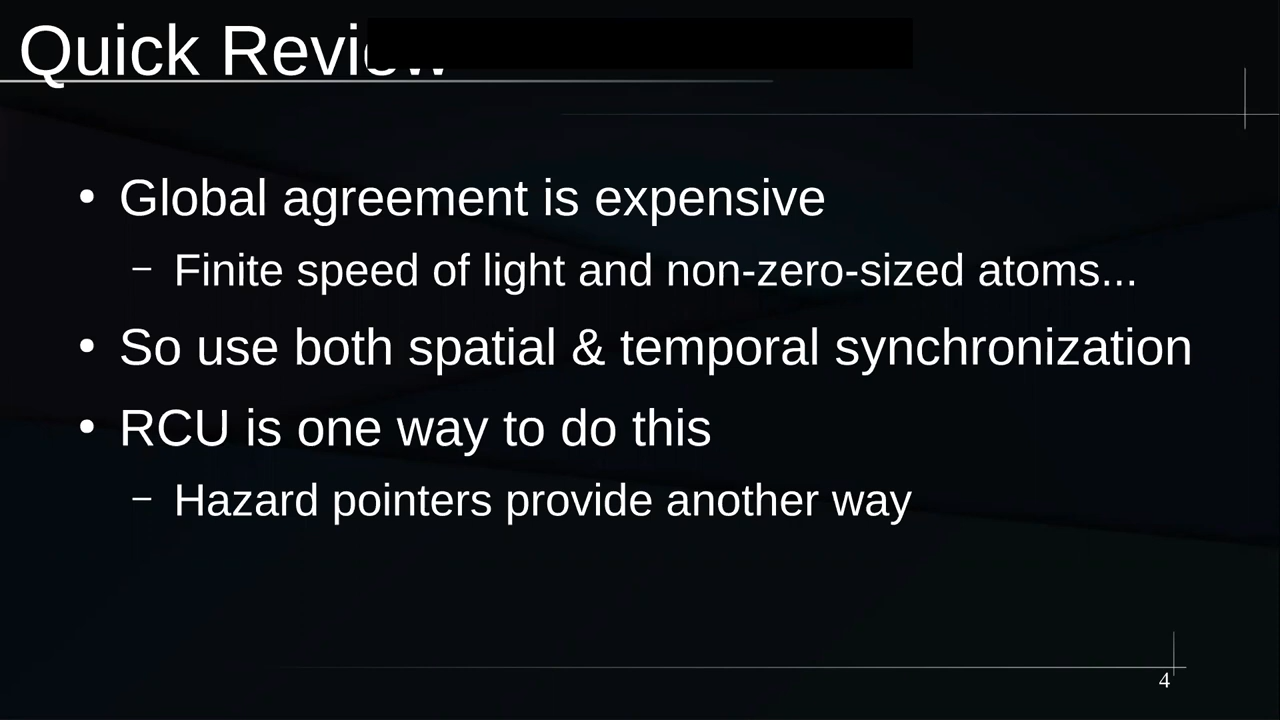 Quick Review
• Global agreement is expensive
– Finite speed of light and non-zero-sized atoms...
• So use both spatial & temporal synchronization
• RCU is one way to do this
– Hazard pointers provide another way
4